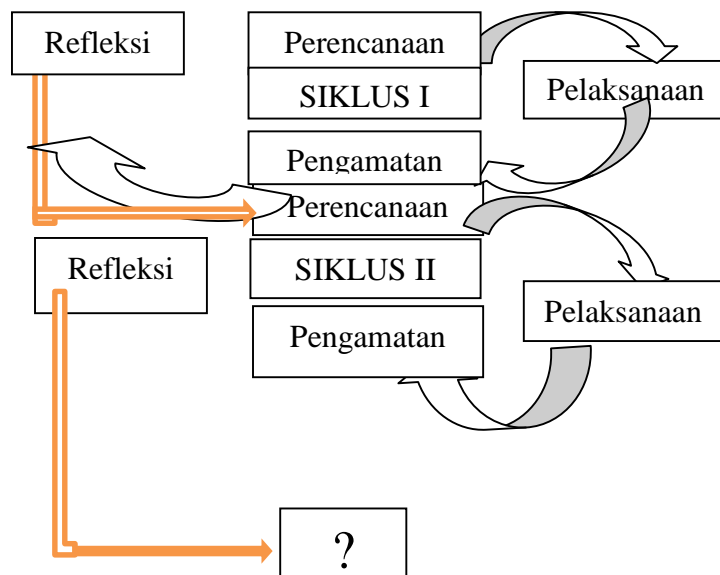 Refleksi
Perencanaan
SIKLUS I
Pelaksanaan
Pengamatan
Perencanaan
Refleksi
SIKLUS II
Pelaksanaan
Pengamatan
?